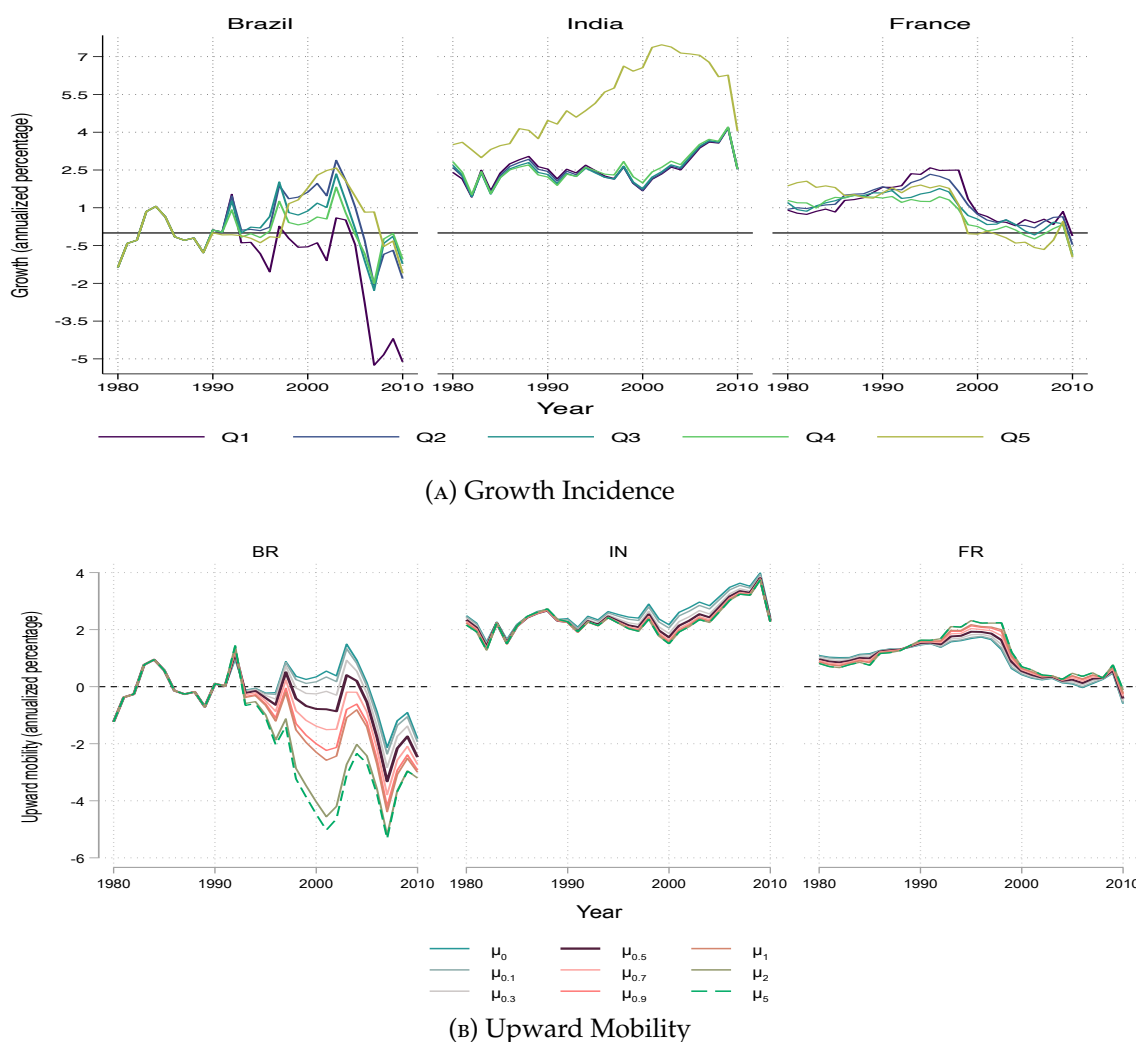 Brazil India France
Growth (annualized percentage)
7
5.5
4
2.5
1
-.5
-2
-3.5
-5
1980 1990 2000 2010 1980 1990 2000 2010 1980 1990 2000 2010
Year
Q1 Q2 Q3 Q4 Q5
(A) Growth Incidence
BR IN FR
Upward mobility (annualized percentage)
4
2
0
-2
-4
-6
1980 1990 2000 2010 1980 1990 2000 2010 1980 1990 2000 2010
Year
μ₀ μ₀.₅ μ₁
μ₀.₁ μ₀.₇ μ₂
μ₀.₃ μ₀.₉ μ₅
(B) Upward Mobility